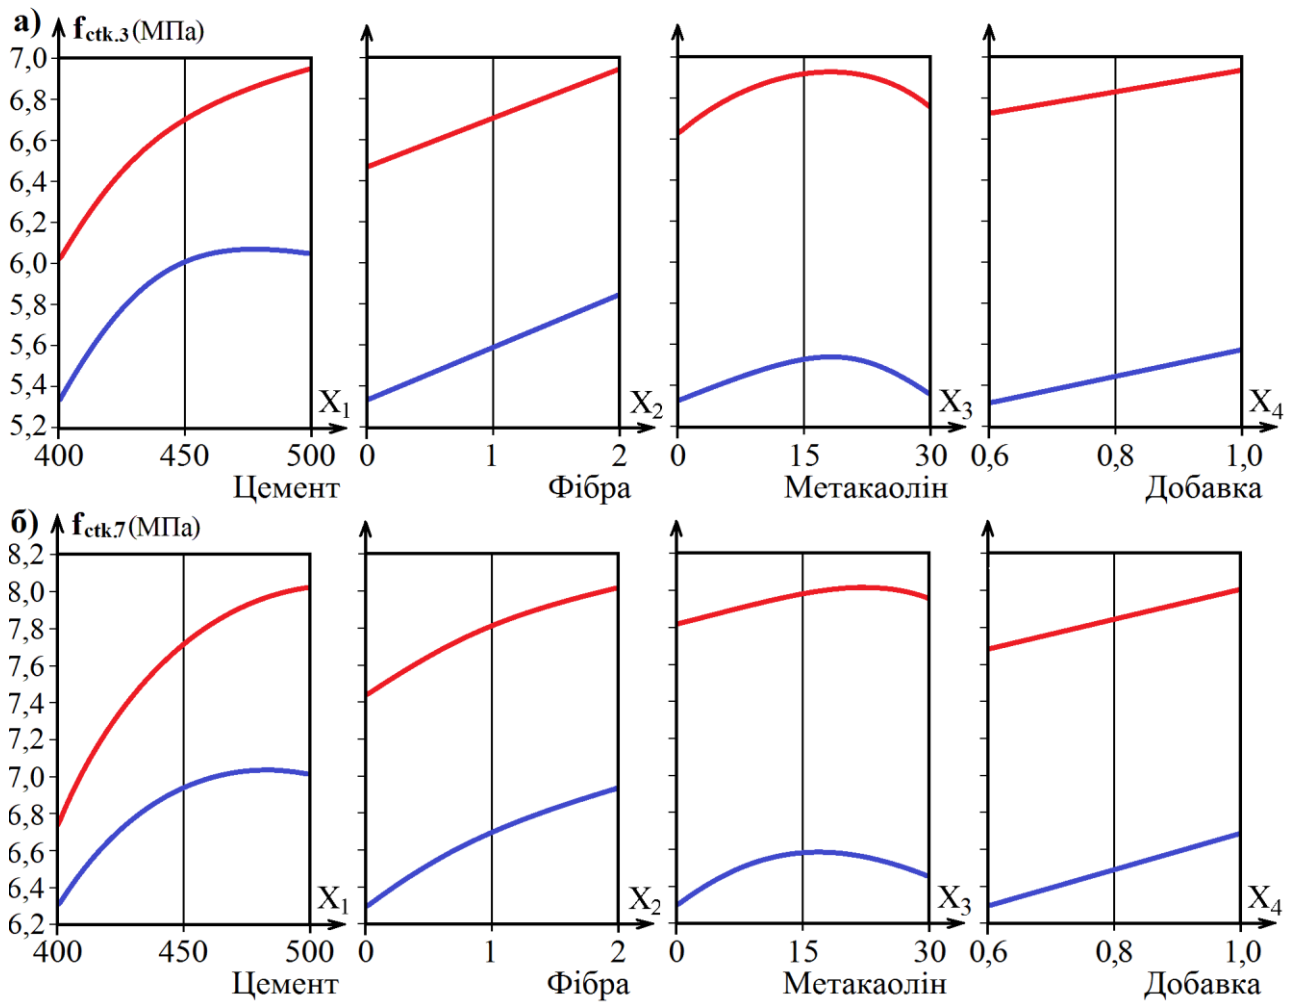 а) fctk.3 (МПа)
7,0
6,8
6,6
6,4
6,2
6,0
5,8
5,6
5,4
5,2
X1 X2 X3 X4
400 450 500 0 1 2 0 15 30 0,6 0,8 1,0
Цемент Фібра Метакаолін Добавка
б) fctk.7 (МПа)
8,2
8,0
7,8
7,6
7,4
7,2
7,0
6,8
6,6
6,4
6,2
X1 X2 X3 X4
400 450 500 0 1 2 0 15 30 0,6 0,8 1,0
Цемент Фібра Метакаолін Добавка